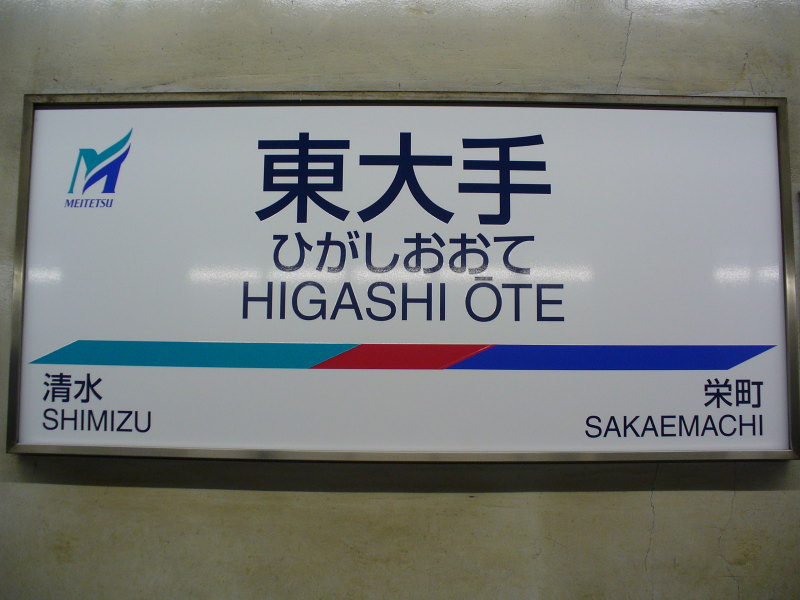 MEITETSU
東大手
ひがしおおて
HIGASHI ŌTE
清水
SHIMIZU
栄町
SAKAEMACHI